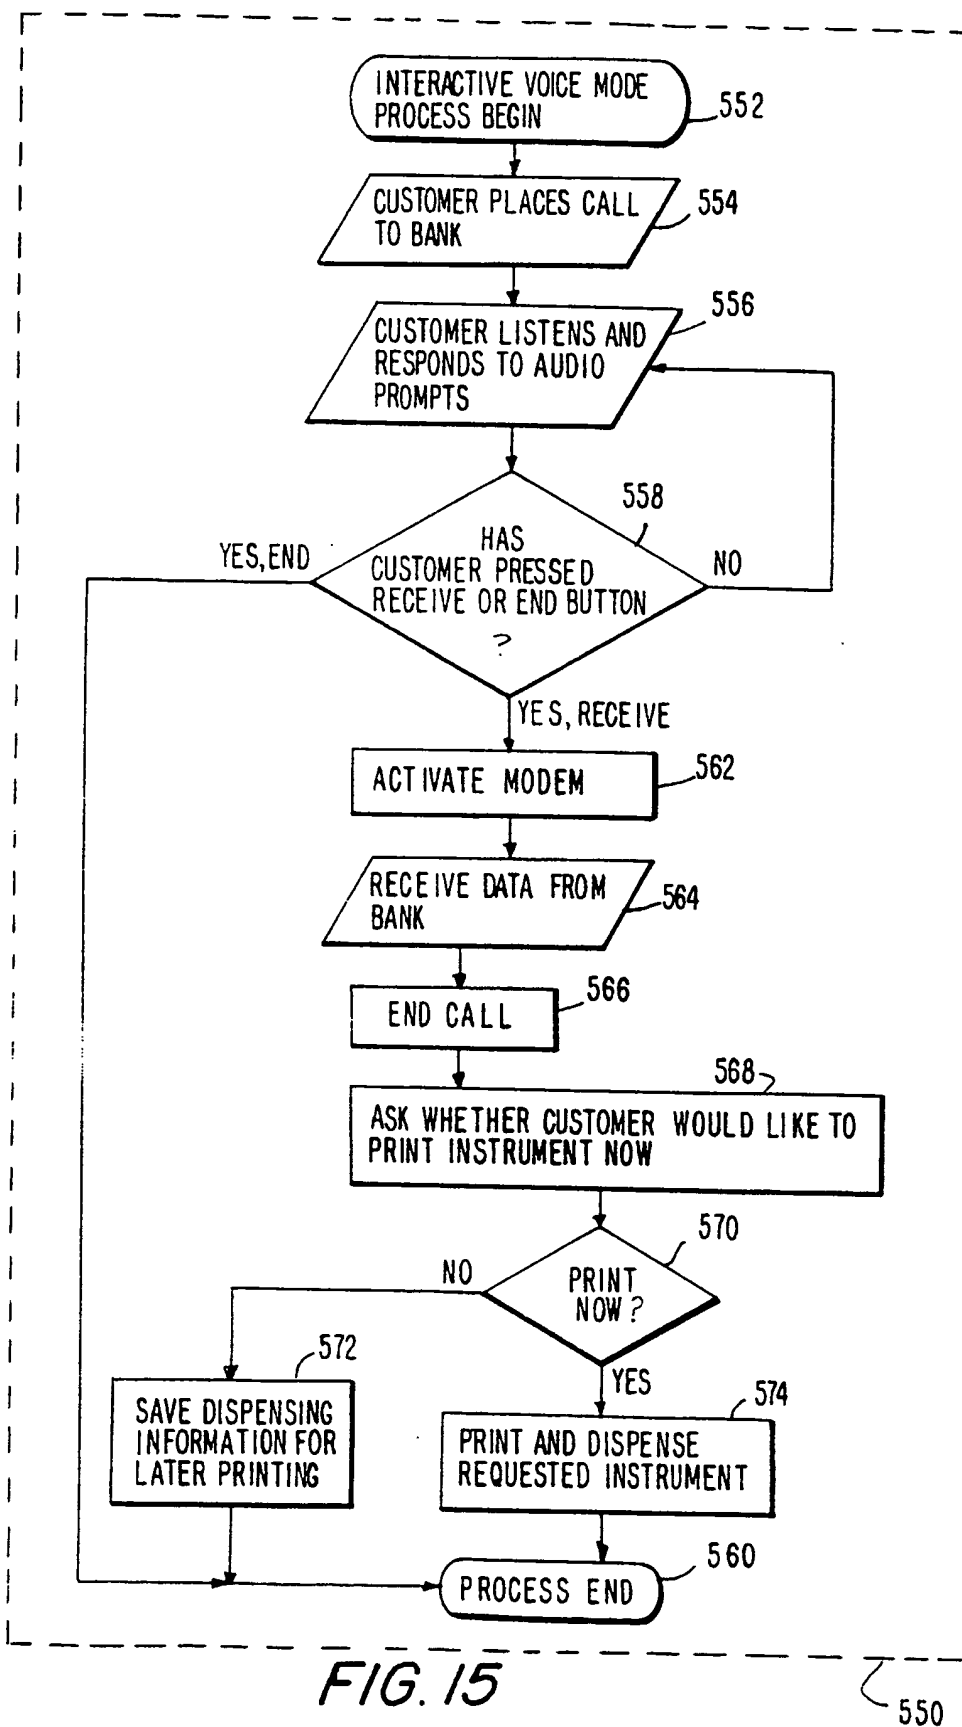 INTERACTIVE VOICE MODE
PROCESS BEGIN
552
CUSTOMER PLACES CALL
TO BANK
554
556
CUSTOMER LISTENS AND
RESPONDS TO AUDIO
PROMPTS
558
YES, END
HAS
CUSTOMER PRESSED
RECEIVE OR END BUTTON
?
NO
YES, RECEIVE
ACTIVATE MODEM
562
RECEIVE DATA FROM
BANK
564
END CALL
566
568
ASK WHETHER CUSTOMER WOULD LIKE TO
PRINT INSTRUMENT NOW
570
NO
PRINT
NOW?
572
YES
574
SAVE DISPENSING
INFORMATION FOR
LATER PRINTING
PRINT AND DISPENSE
REQUESTED INSTRUMENT
560
PROCESS END
FIG. 15
550